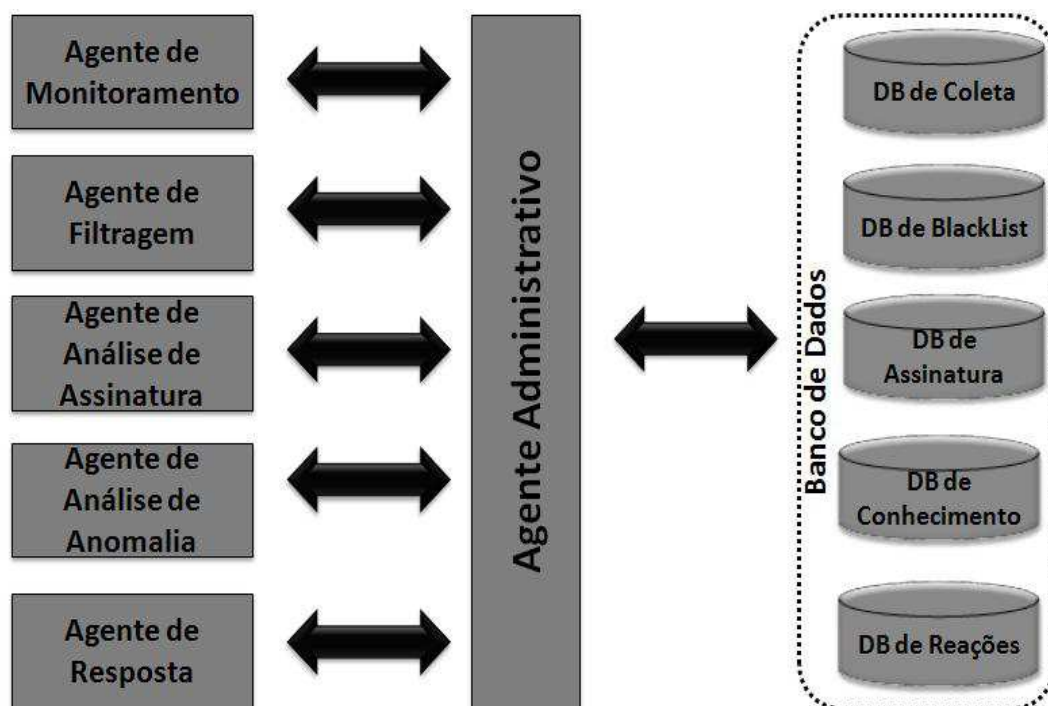 Agente de
Monitoramento
Agente de
Filtragem
Agente de
Análise de
Assinatura
Agente de
Análise de
Anomalia
Agente de
Resposta
Agente Administrativo
Banco de Dados
DB de Coleta
DB de BlackList
DB de
Assinatura
DB de
Conhecimento
DB de Reações